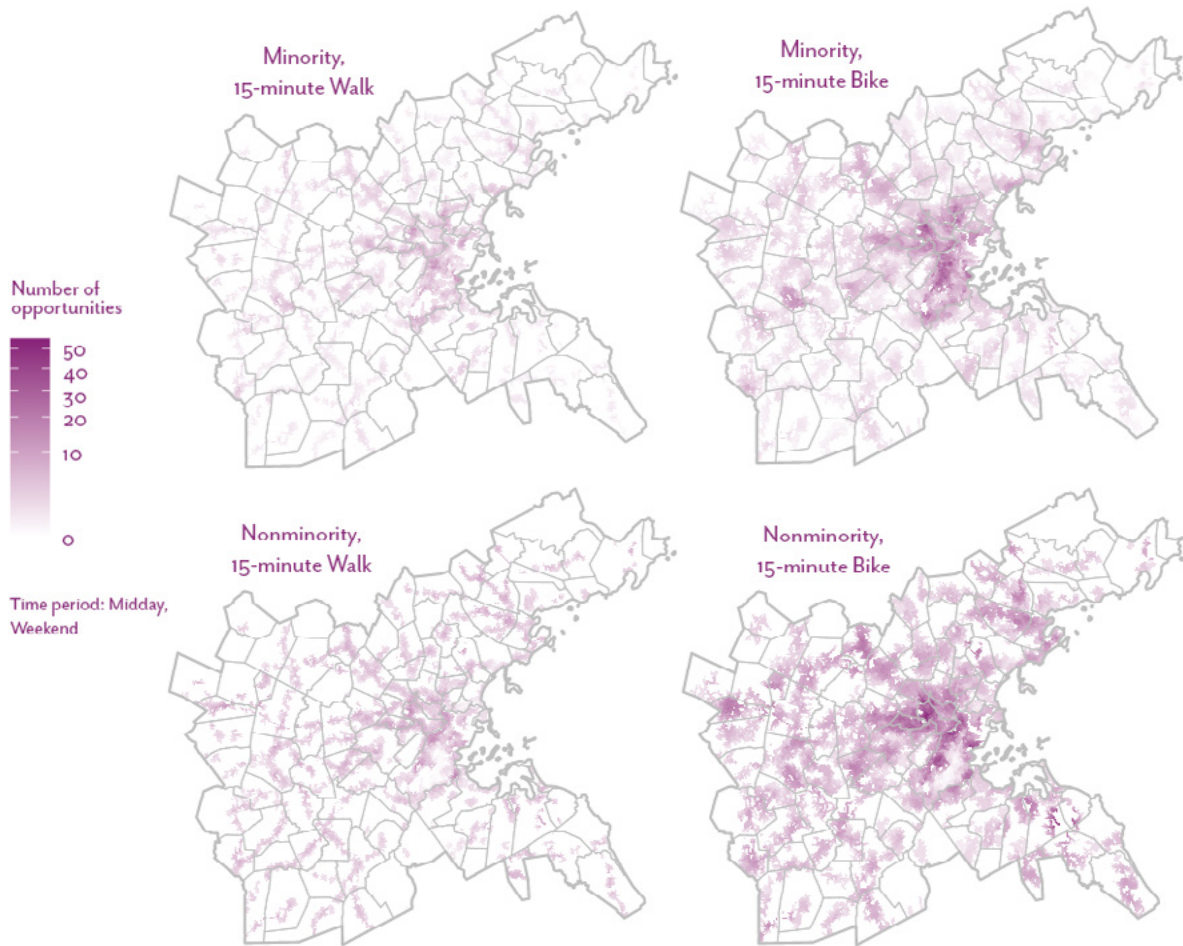 Minority,
15-minute Walk
Minority,
15-minute Bike
Number of
opportunities
50
40
30
20
10
0
Nonminority,
15-minute Walk
Nonminority,
15-minute Bike
Time period: Midday,
Weekend